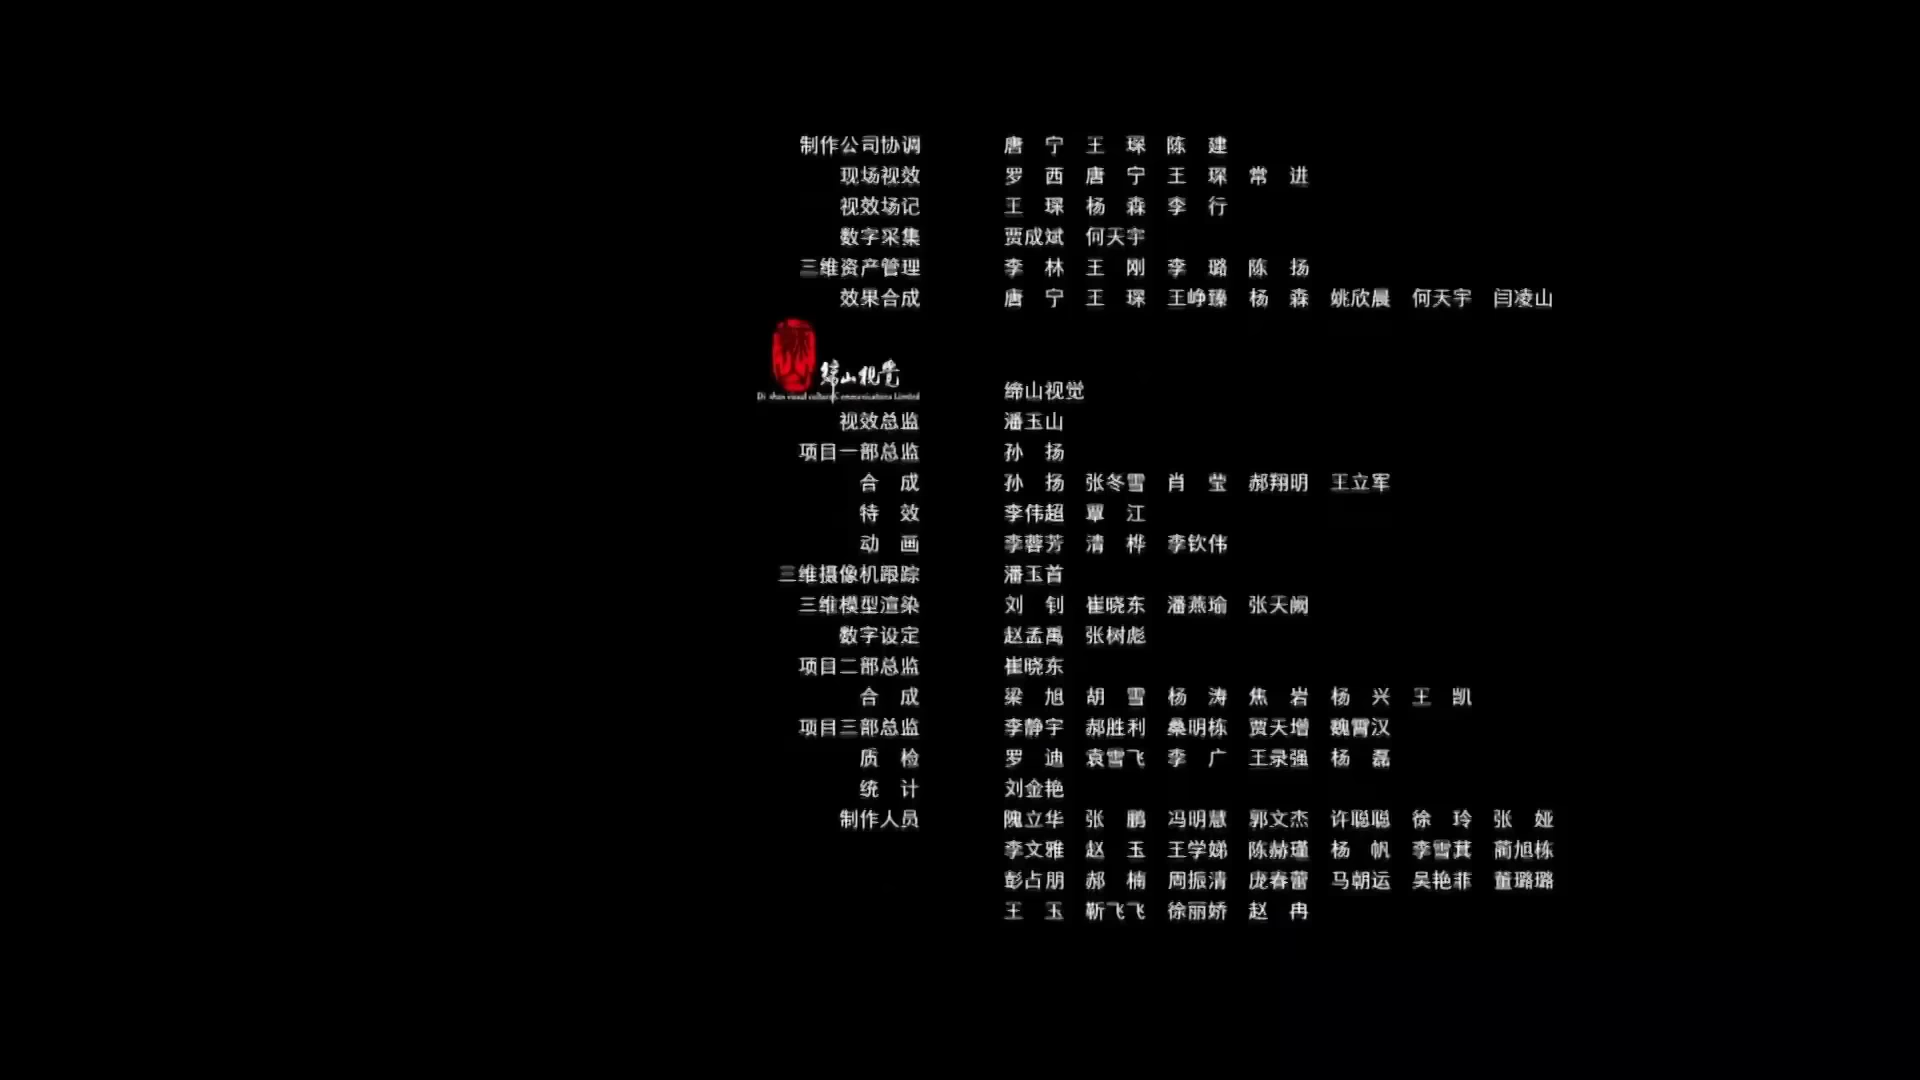 制作公司协调 唐 宁 王 琛 陈 建
现场视效 罗 西 唐 宁 王 琛 常 进
视效场记 王 琛 杨 森 李 行
数字采集 贾成斌 何天宇
三维资产管理 李 林 王 刚 李 璐 陈 扬
效果合成 唐 宁 王 琛 王峥臻 杨 森 姚欣晨 何天宇 闫凌山
缔山视觉
缔山视觉
视效总监 潘玉山
项目一部总监 孙 扬
合 成 孙 扬 张冬雪 肖 莹 郝翔明 王立军
特 效 李伟超 覃 江
动 画 李蓉芳 清 桦 李钦伟
三维摄像机跟踪 潘玉首
三维模型渲染 刘 钊 崔晓东 潘燕瑜 张天阙
数字设定 赵孟禹 张树彪
项目二部总监 崔晓东
合 成 梁 旭 胡 雪 杨 涛 焦 岩 杨 兴 王 凯
项目三部总监 李静宇 郝胜利 桑明栋 贾天增 魏霄汉
质 检 罗 迪 袁雪飞 李 广 王录强 杨 磊
统 计 刘金艳
制作人员 隗立华 张 鹏 冯明慧 郭文杰 许聪聪 徐 玲 张 娅
李文雅 赵 玉 王学娣 陈赫瑾 杨 帆 李雪萁 蔺旭栋
彭占朋 郝 楠 周振清 庞春蕾 马朝运 吴艳菲 董璐璐
王 玉 靳飞飞 徐丽娇 赵 冉